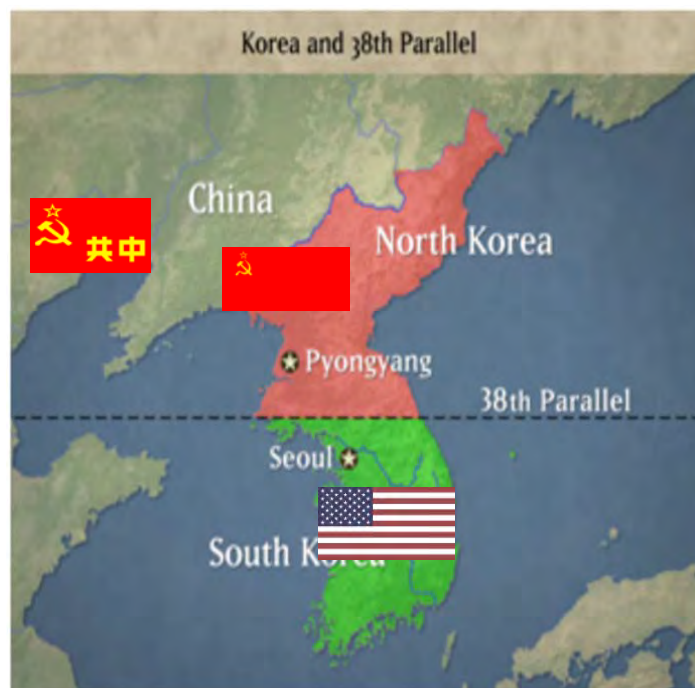 Korea and 38th Parallel
China
共中
North Korea
Pyongyang
38th Parallel
Seoul
South Korea